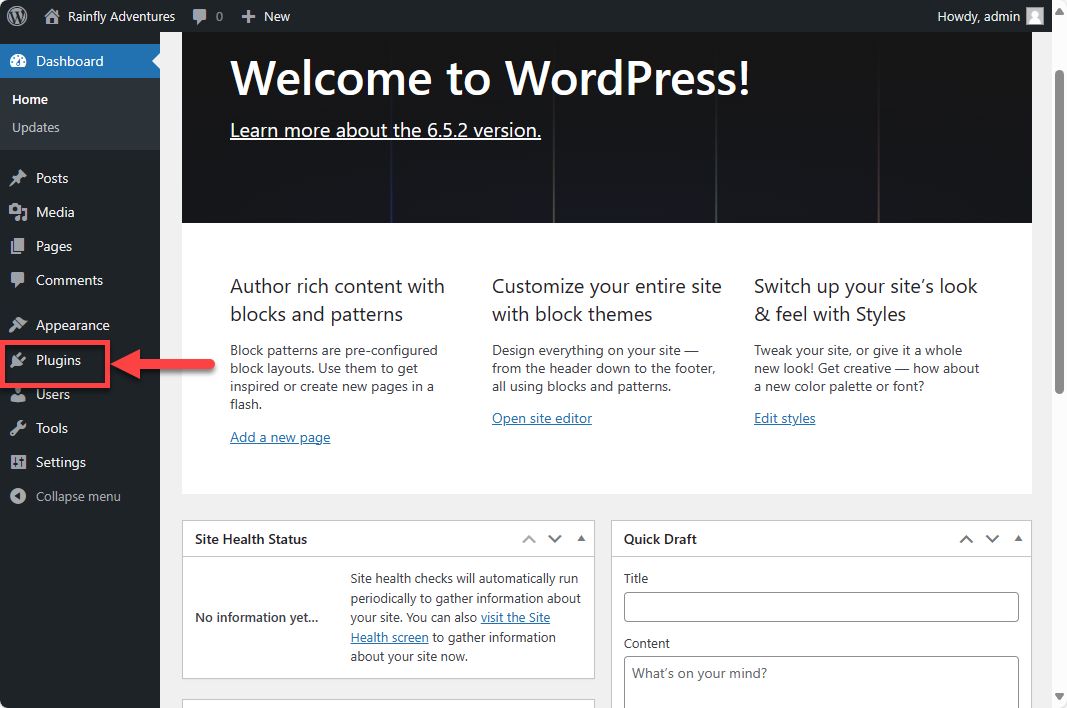 Rainfly Adventures
0
New
Howdy, admin
Dashboard
Home
Updates
Posts
Media
Pages
Comments
Appearance
Plugins
Users
Tools
Settings
Collapse menu
Welcome to WordPress!
Learn more about the 6.5.2 version.
Author rich content with
blocks and patterns
Block patterns are pre-configured
block layouts. Use them to get
inspired or create new pages in a
flash.
Add a new page
Customize your entire site
with block themes
Design everything on your site —
from the header down to the footer,
all using blocks and patterns.
Open site editor
Switch up your site’s look
& feel with Styles
Tweak your site, or give it a whole
new look! Get creative — how about
a new color palette or font?
Edit styles
Site Health Status
No information yet...
Site health checks will automatically run
periodically to gather information about
your site. You can also visit the Site
Health screen to gather information
about your site now.
Quick Draft
Title
Content
What’s on your mind?